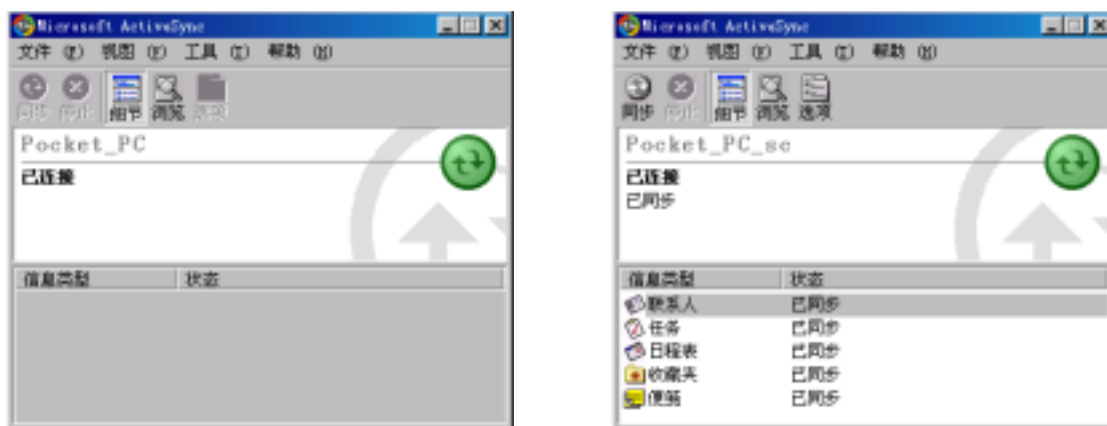 Microsoft ActiveSync
文件 (F) 视图 (V) 工具 (T) 帮助 (H)
同步 停止 细节 浏览 选项
Pocket_PC
已连接
信息类型 状态
Microsoft ActiveSync
文件 (F) 视图 (V) 工具 (T) 帮助 (H)
同步 停止 细节 浏览 选项
Pocket_PC_sc
已连接
已同步
信息类型 状态
联系人 已同步
任务 已同步
日程表 已同步
收藏夹 已同步
便笺 已同步